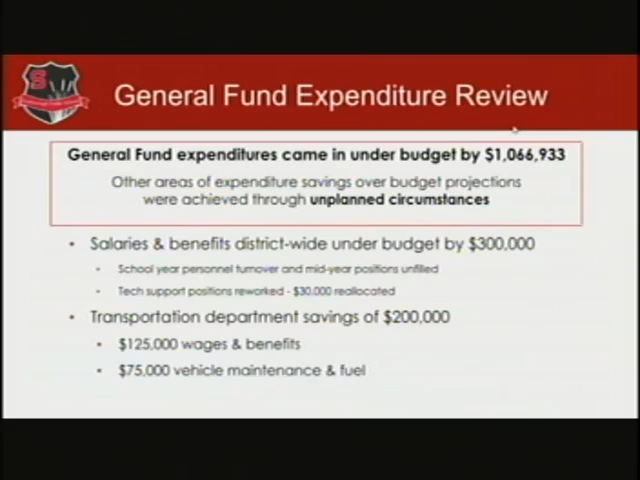 S
General Fund Expenditure Review
General Fund expenditures came in under budget by $1,066,933
Other areas of expenditure savings over budget projections
were achieved through unplanned circumstances
• Salaries & benefits district-wide under budget by $300,000
• School year personnel turnover and mid-year positions unfilled
• Tech support positions reworked - $30,000 reallocated
• Transportation department savings of $200,000
• $125,000 wages & benefits
• $75,000 vehicle maintenance & fuel